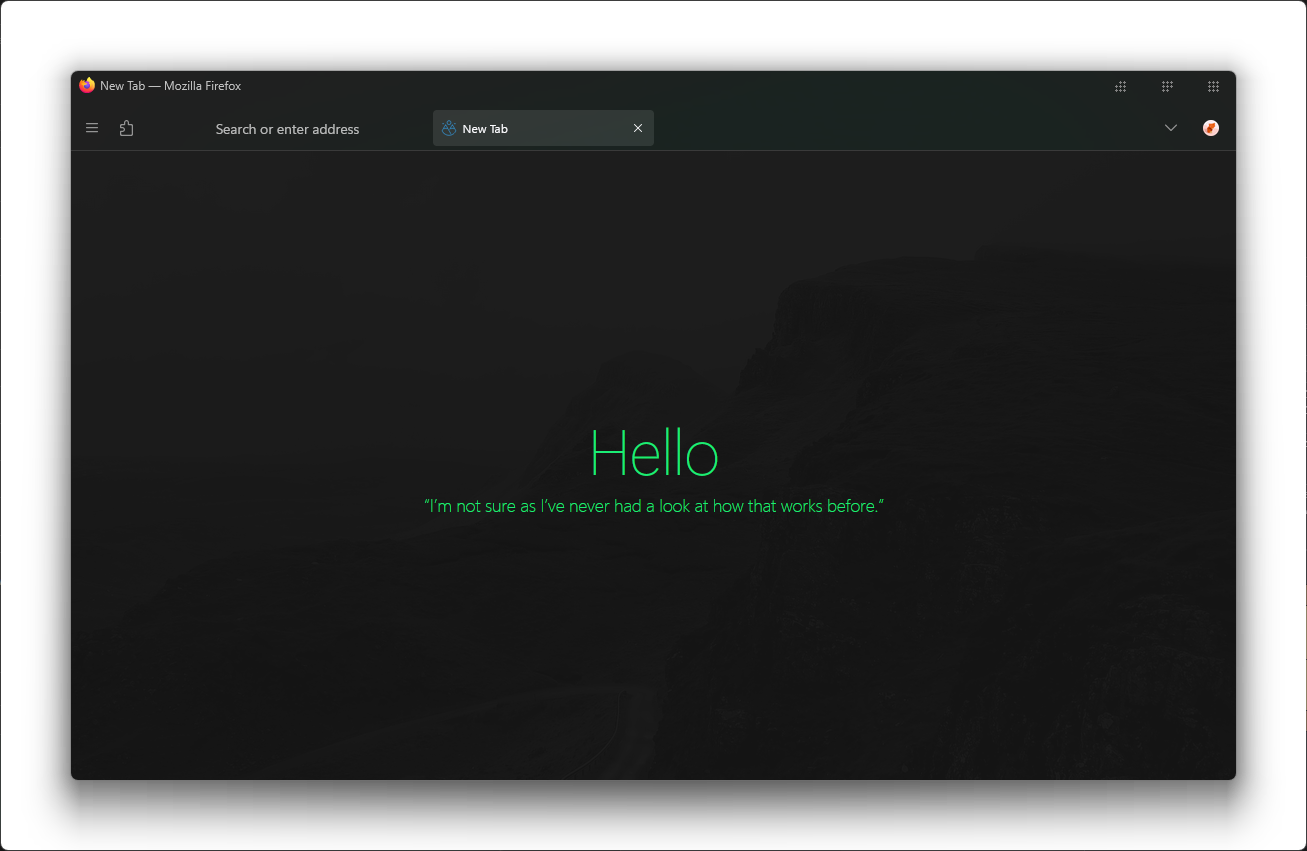 New Tab — Mozilla Firefox
Search or enter address
New Tab
Hello
“I’m not sure as I’ve never had a look at how that works before.”